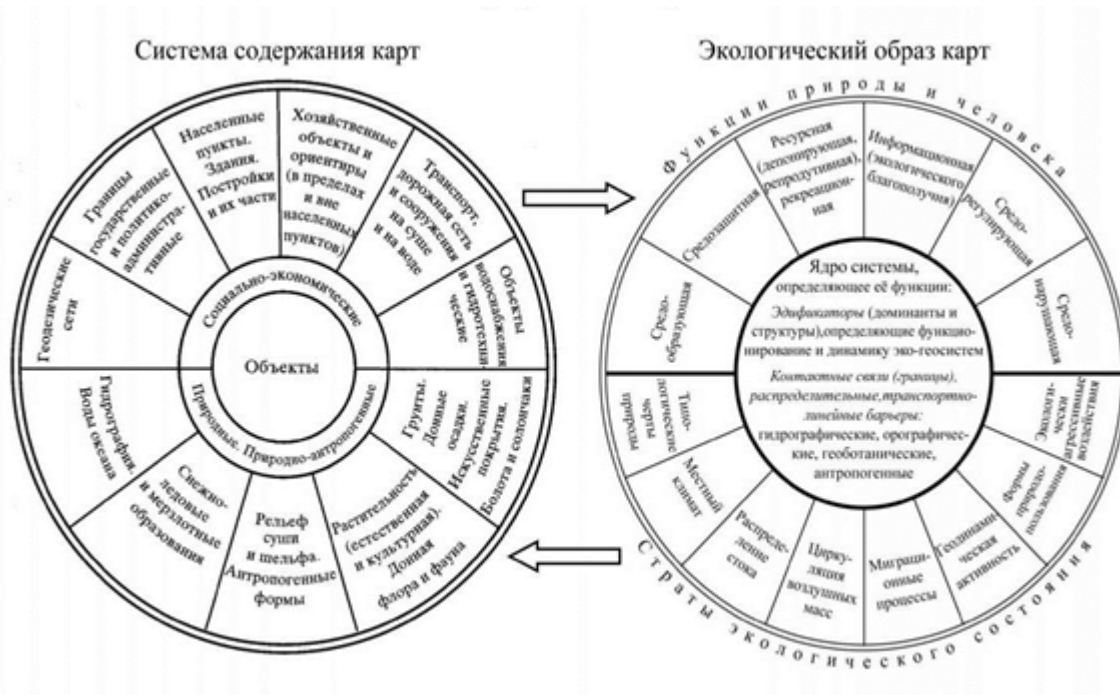 Система содержания карт
Геодезические
сети
Границы
государственные
и политико-
администра-
тивные
Населенные
пункты.
Здания.
Постройки
и их части
Хозяйственные
объекты и
ориентиры
(в пределах
и вне
населенных
пунктов)
Транспорт,
дорожная сеть
и сооружения
на суше
и на воде
Объекты
водоснабжения
и гидротехни-
ческие
Социально-экономические
Объекты
Природные. Природно-антропогенные
Гидрография.
Воды океана
Снежно-
ледовые
и мерзлотные
образования
Рельеф
суши
и шельфа.
Антропогенные
формы
Растительность
(естественная
и культурная).
Донная
флора и фауна
Грунты.
Донные
осадки.
Искусственные
покрытия.
Болота и солончаки
Экологический образ карт
Функции природы и человека
Средо-
образующая
Средозащитная
Ресурсная
(депонирующая,
репродутивная),
рекреацион-
ная
Информационная
(экологического
благополучия)
Средо-
регулирующая
Средо-
нарушающая
Ядро системы,
определяющее её функции:
Эдификаторы (доминанты и
структуры),определяющие функцио-
нирование и динамику эко-геосистем
Контактные связи (границы),
распределительные,транспортно-
линейные барьеры:
гидрографические, орографичес-
кие, геоботанические,
антропогенные
Типо-
логические
черты
природы
Местный
климат
Распреде-
ление
стока
Цирку-
ляция
воздушных
масс
Миграци-
онные
процессы
Геодинами-
ческая
активность
Формы
природо-
пользования
Экологи-
чески
агрессивные
воздействия
Страты экологического состояния